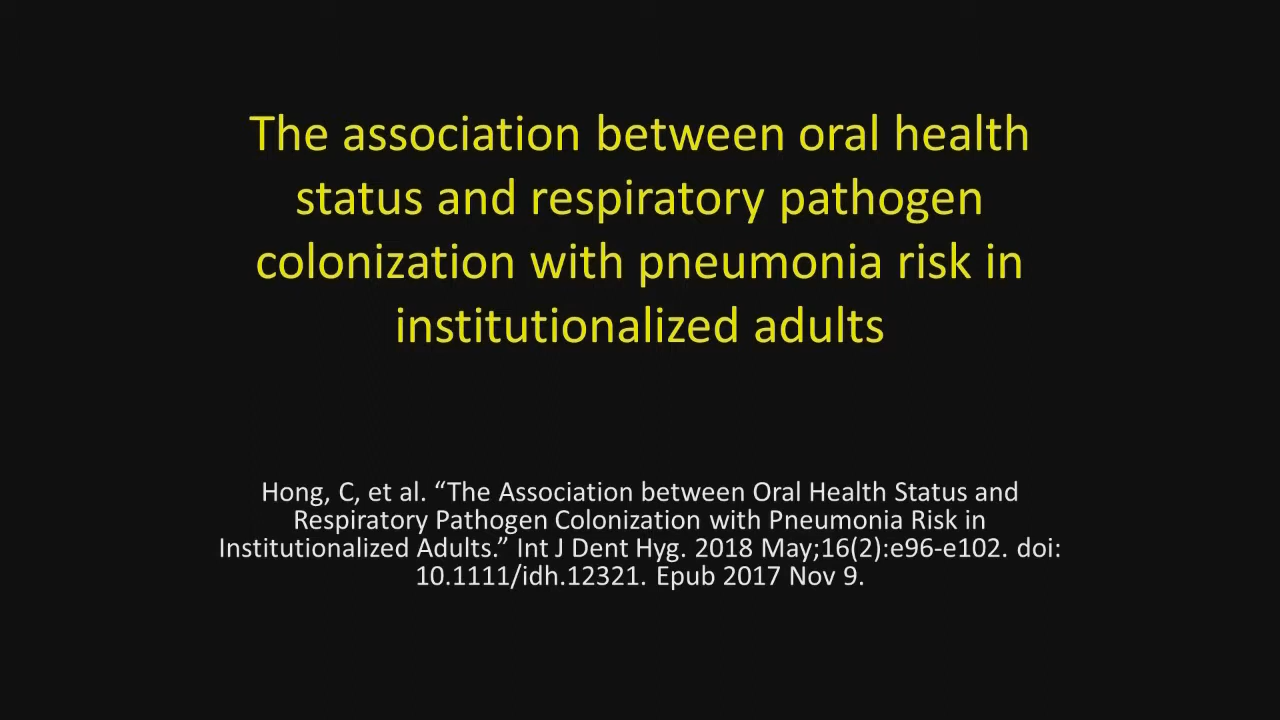 The association between oral health
status and respiratory pathogen
colonization with pneumonia risk in
institutionalized adults
Hong, C, et al. “The Association between Oral Health Status and
Respiratory Pathogen Colonization with Pneumonia Risk in
Institutionalized Adults.” Int J Dent Hyg. 2018 May;16(2):e96-e102. doi:
10.1111/idh.12321. Epub 2017 Nov 9.